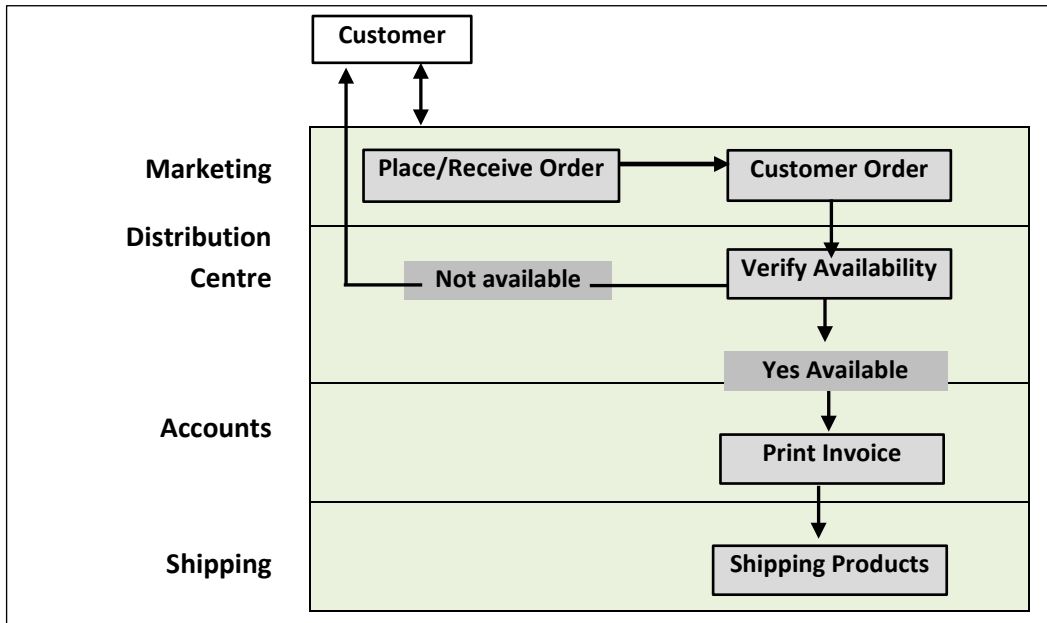 Customer
Marketing
Place/Receive Order
Customer Order
Distribution
Centre
Not available
Verify Availability
Yes Available
Accounts
Print Invoice
Shipping
Shipping Products